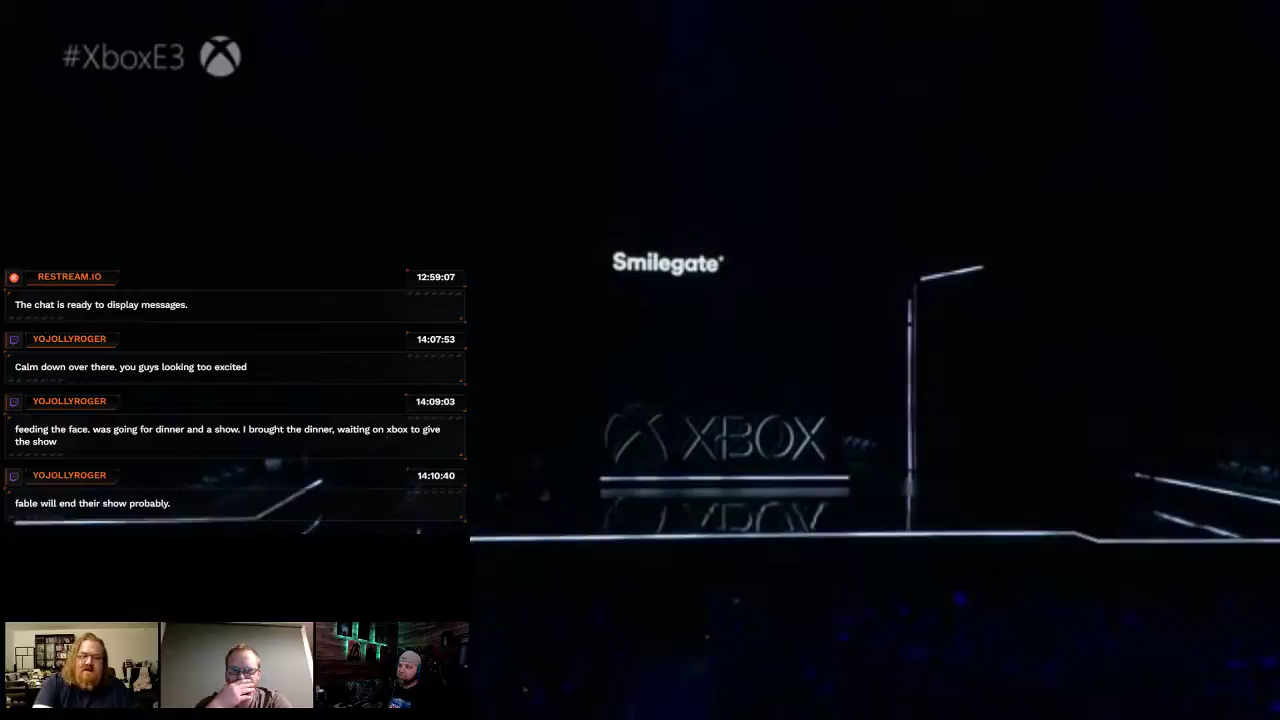 #XboxE3
Smilegate
XBOX
RESTREAM.IO
12:59:07
The chat is ready to display messages.
YOJOLLYROGER
14:07:53
Calm down over there. you guys looking too excited
YOJOLLYROGER
14:09:03
feeding the face. was going for dinner and a show. I brought the dinner, waiting on xbox to give
the show
YOJOLLYROGER
14:10:40
fable will end their show probably.